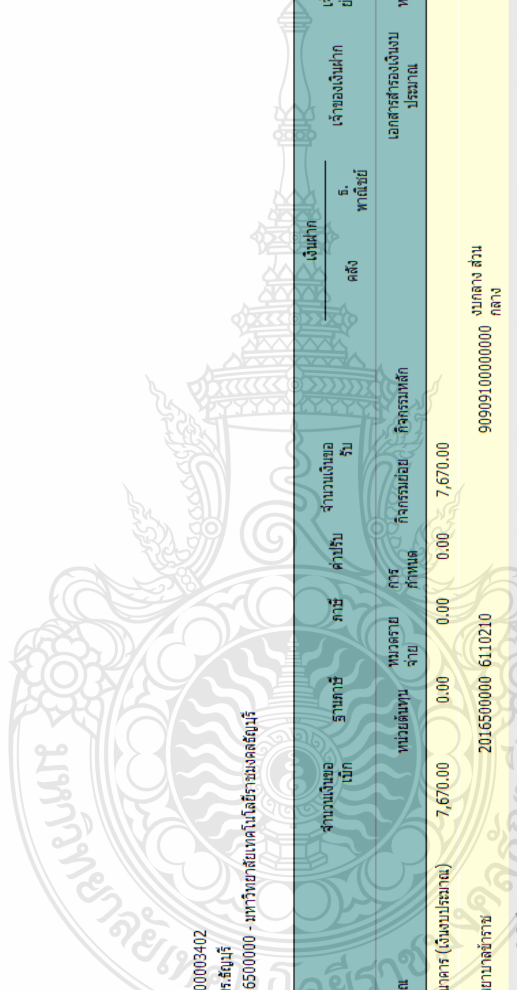 00003402
ร.ธัญบุรี
6500000 - มหาวิทยาลัยเทคโนโลยีราชมงคลธัญบุรี
จำนวนเงินขอเบิก ฐานภาษี ภาษี ค่าปรับ จำนวนเงินขอรับ เงินฝาก คลัง ธ.พาณิชย์ เจ้าของเงินฝาก
หน่วยต้นทุน หมวดรายจ่าย การกำหนด กิจกรรมย่อย กิจกรรมหลัก เอกสารสำรองเงินงบประมาณ
นาคาร (เงินงบประมาณ) 7,670.00 0.00 0.00 0.00 7,670.00
ยาบาลข้าราช 2016500000 6110210 90909100000000 งบกลาง ส่วนกลาง